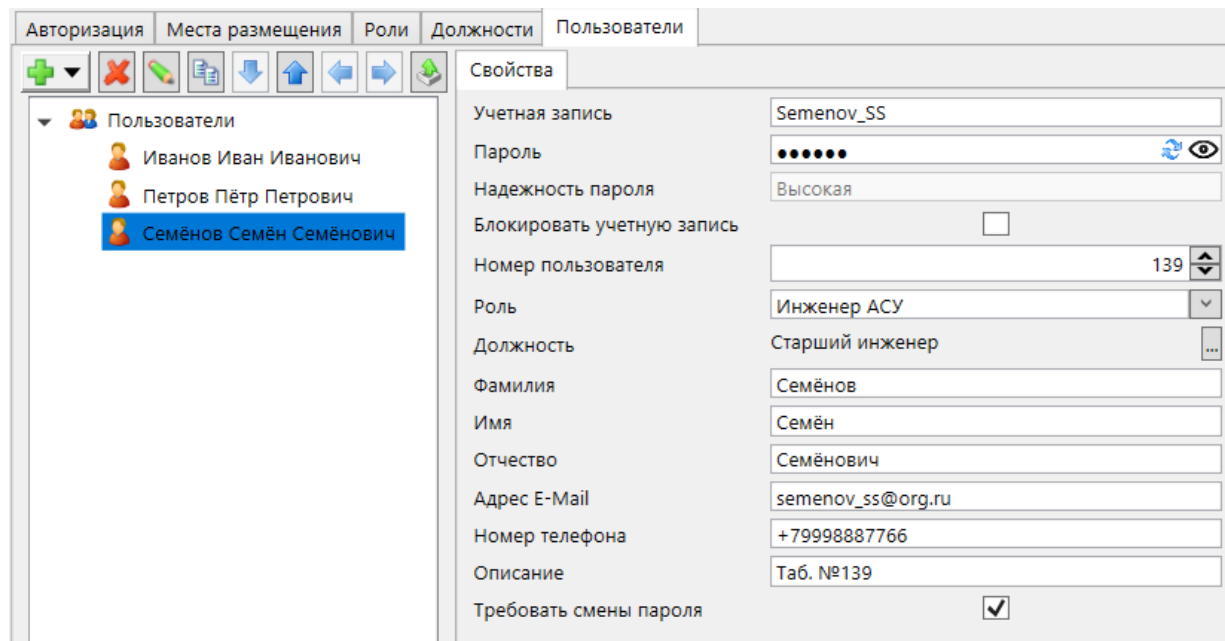 Авторизация Места размещения Роли Должности Пользователи
Свойства
Пользователи
Иванов Иван Иванович
Петров Пётр Петрович
Семёнов Семён Семёнович
Учетная запись Semenov_SS
Пароль ••••••
Надежность пароля Высокая
Блокировать учетную запись
Номер пользователя 139
Роль Инженер АСУ
Должность Старший инженер ...
Фамилия Семёнов
Имя Семён
Отчество Семёнович
Адрес E-Mail semenov_ss@org.ru
Номер телефона +79998887766
Описание Таб. №139
Требовать смены пароля